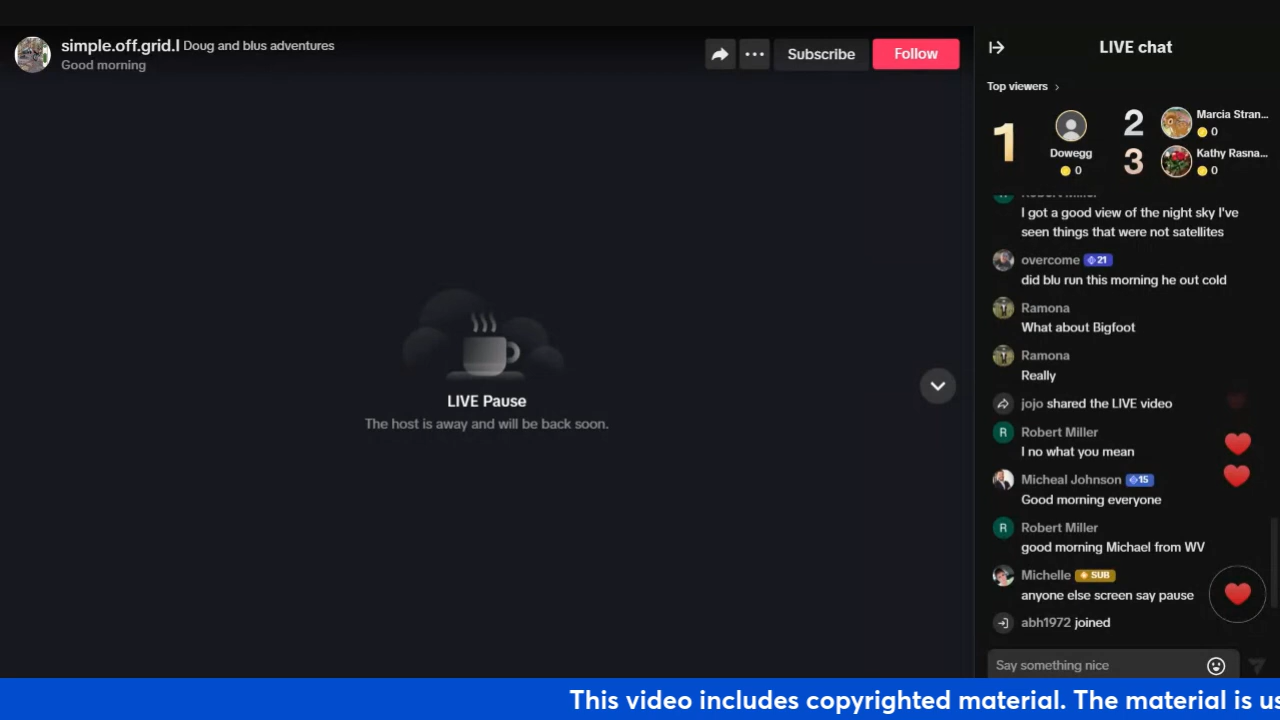 simple.off.grid.l Doug and blus adventures
Good morning
Subscribe
Follow
LIVE chat
Top viewers >
1
Dowegg
0
2
Marcia Stran...
0
3
Kathy Rasna...
0
I got a good view of the night sky I've
seen things that were not satellites
overcome 21
did blu run this morning he out cold
Ramona
What about Bigfoot
Ramona
Really
jojo shared the LIVE video
R Robert Miller
I no what you mean
Micheal Johnson 15
Good morning everyone
R Robert Miller
good morning Michael from WV
Michelle SUB
anyone else screen say pause
abh1972 joined
Say something nice
LIVE Pause
The host is away and will be back soon.
This video includes copyrighted material. The material is us